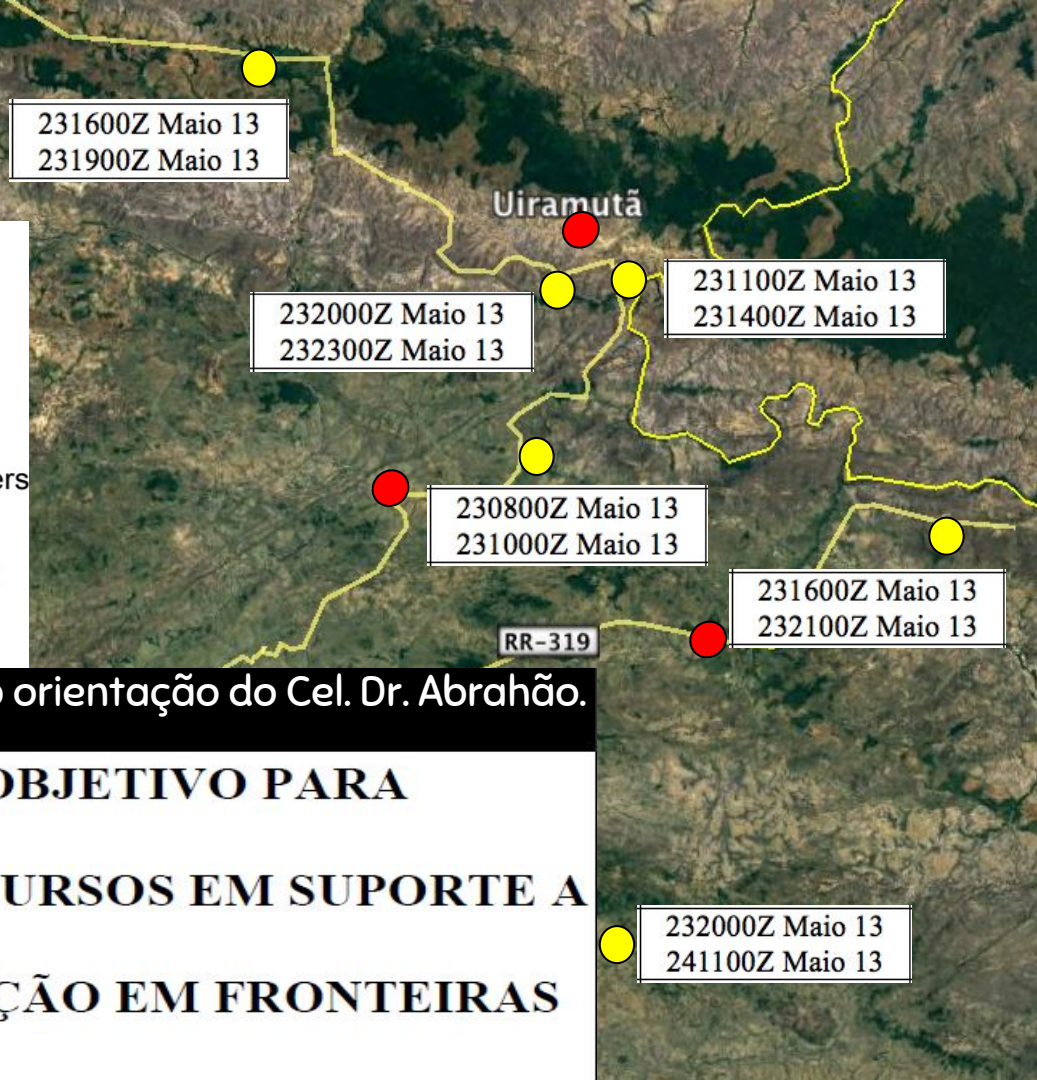 231600Z Maio 13
231900Z Maio 13
Uiramutã
231100Z Maio 13
231400Z Maio 13
232000Z Maio 13
232300Z Maio 13
ers
230800Z Maio 13
231000Z Maio 13
231600Z Maio 13
232100Z Maio 13
RR-319
orientação do Cel. Dr. Abrahão.
OBJETIVO PARA
URSOS EM SUPORTE A
ÇÃO EM FRONTEIRAS
232000Z Maio 13
241100Z Maio 13